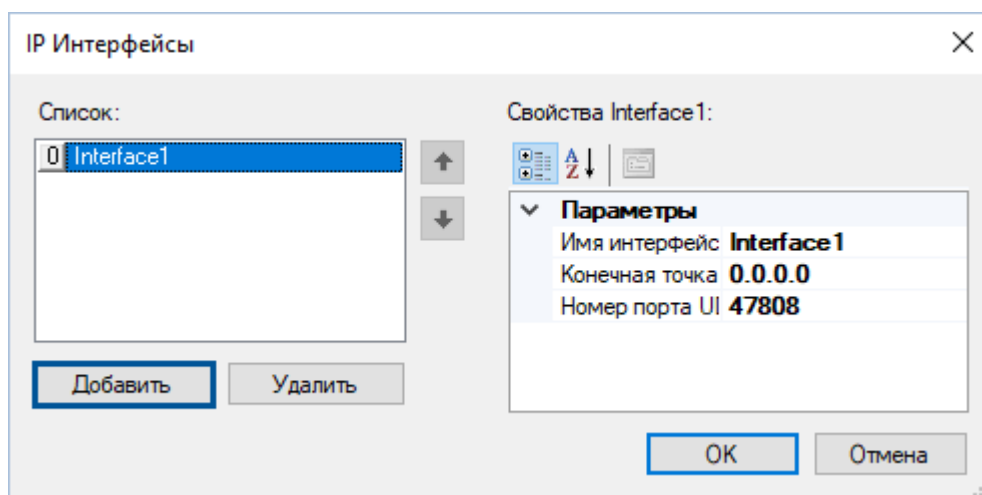 IP Интерфейсы
Список:
0 Interface1
Добавить
Удалить
Свойства Interface1:
A
Z
Параметры
Имя интерфейс Interface1
Конечная точка 0.0.0.0
Номер порта UI 47808
OK
Отмена